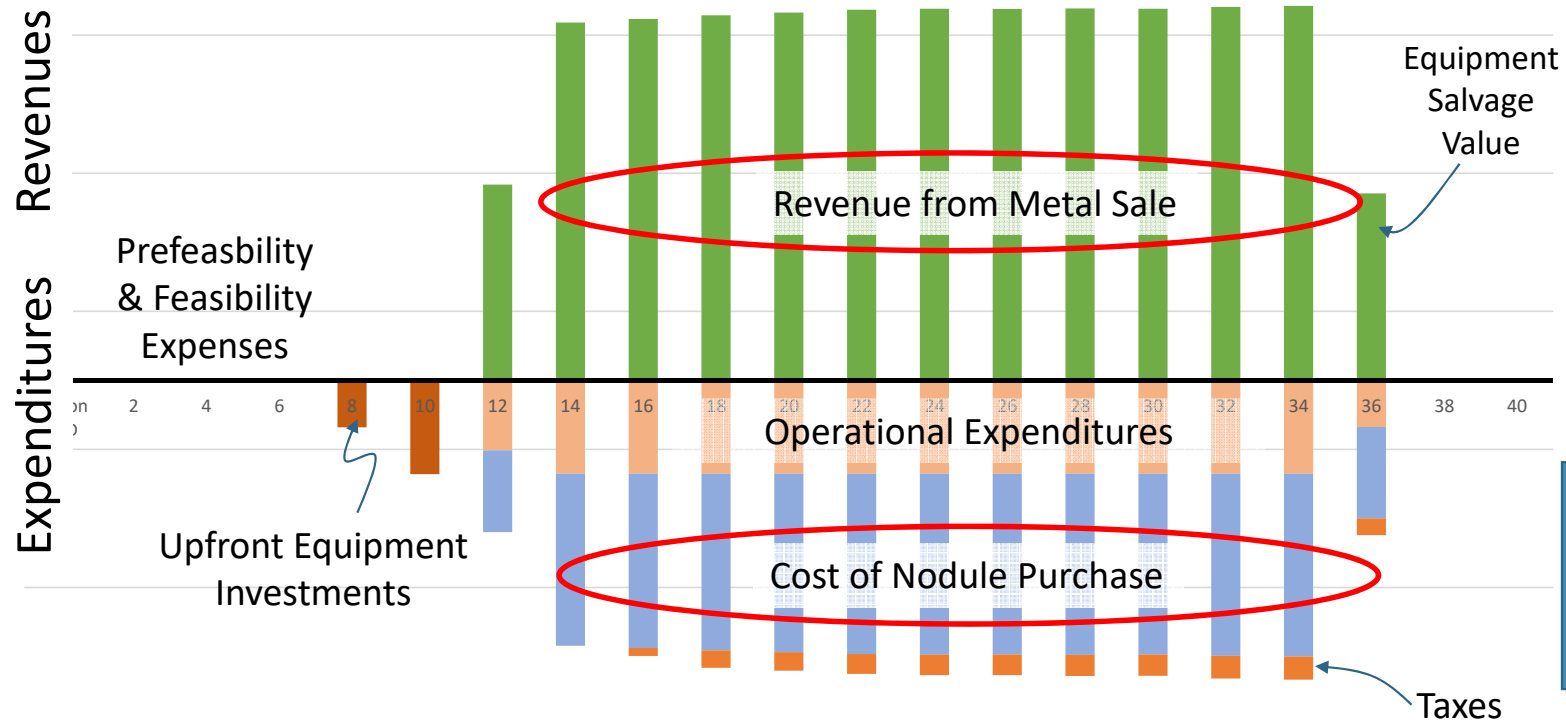 Revenues
Equipment
Salvage
Value
Revenue from Metal Sale
Prefeasbility
& Feasibility
Expenses
Expenditures
on 2 4 6 8 10 12 14 16 18 20 22 24 26 28 30 32 34 36 38 40
Operational Expenditures
Upfront Equipment
Investments
Cost of Nodule Purchase
Taxes